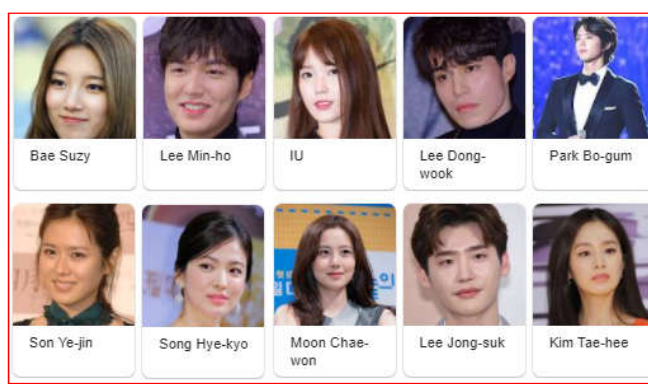 Bae Suzy
Lee Min-ho
IU
Lee Dong-
wook
Park Bo-gum
Son Ye-jin
Song Hye-kyo
Moon Chae-
won
Lee Jong-suk
Kim Tae-hee